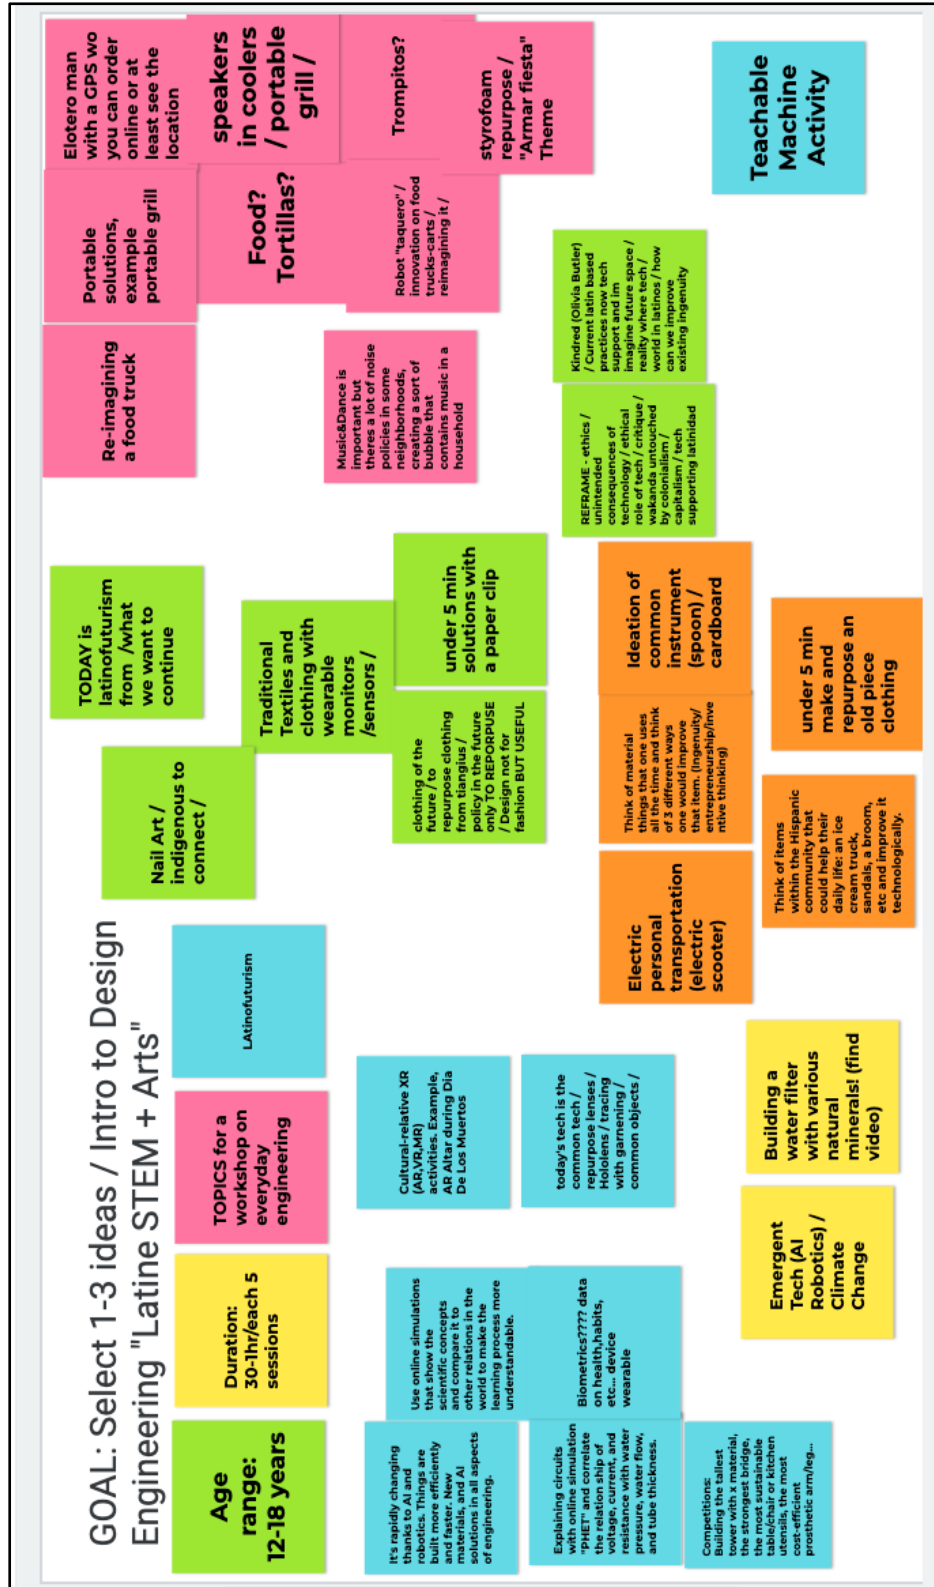 GOAL: Select 1-3 ideas / Intro to Design
Engineering "Latine STEM + Arts"
Age
range:
12-18 years
Duration:
30-1hr/each 5
sessions
TOPICS for a
workshop on
everyday
engineering
LAtinofuturism
Nail Art /
indigenous to
connect /
TODAY is
latinofuturism
from /what
we want to
continue
Traditional
Textiles and
clothing with
wearable
monitors
/sensors /
clothing of the
future / to
repurpose clothing
from tianguis /
policy in the future
only TO REPORPUSE
/ Design not for
fashion BUT USEFUL
under 5 min
solutions with
a paper clip
Re-imagining
a food truck
Portable
solutions,
example
portable grill
Elotero man
with a GPS wo
you can order
online or at
least see the
location
Food?
Tortillas?
speakers
in coolers
/ portable
grill /
Music&Dance is
important but
theres a lot of noise
policies in some
neighborhoods,
creating a sort of
bubble that
contains music in a
household
Robot "taquero" /
innovation on food
trucks-carts /
reimagining it /
Trompitos?
styrofoam
repurpose /
"Armar fiesta"
Theme
It's rapidly changing
thanks to AI and
robotics. Things are
built more efficiently
and faster. New
materials, and AI
solutions in all aspects
of engineering.
Use online simulations
that show the
scientific concepts
and compare it to
other relations in the
world to make the
learning process more
understandable.
Cultural-relative XR
(AR,VR,MR)
activities. Example,
AR Altar during Dia
De Los Muertos
Explaining circuits
with online simulation
"PHET" and correlate
the relation ship of
voltage, current, and
resistance with water
pressure, water flow,
and tube thickness.
Biometrics???? data
on health,habits,
etc... device
wearable
today's tech is the
common tech /
repurpose lenses /
Hololens / tracing
with garnening /
common objects /
Competitions:
Building the tallest
tower with x material,
the strongest bridge,
the most sustainable
table/chair or kitchen
utensils, the most
cost-efficient
prosthetic arm/leg...
Emergent
Tech (AI
Robotics) /
Climate
Change
Building a
water filter
with various
natural
minerals! (find
video)
Electric
personal
transportation
(electric
scooter)
Think of material
things that one uses
all the time and think
of 3 different ways
one would improve
that item. (Ingenuity/
entrepreneurship/inve
ntive thinking)
Ideation of
common
instrument
(spoon) /
cardboard
Think of items
within the Hispanic
community that
could help their
daily life: an ice
cream truck,
sandals, a broom,
etc and improve it
technologically.
under 5 min
make and
repurpose an
old piece
clothing
REFRAME - ethics /
unintended
consequences of
technology / ethical
role of tech / critique /
wakanda untouched
by colonialism /
capitalism / tech
supporting latinidad
Kindred (Olivia Butler)
/ Current latin based
practices now tech
support and im
imagine future space /
reality where tech /
world in latinos / how
can we improve
existing ingenuity
Teachable
Machine
Activity